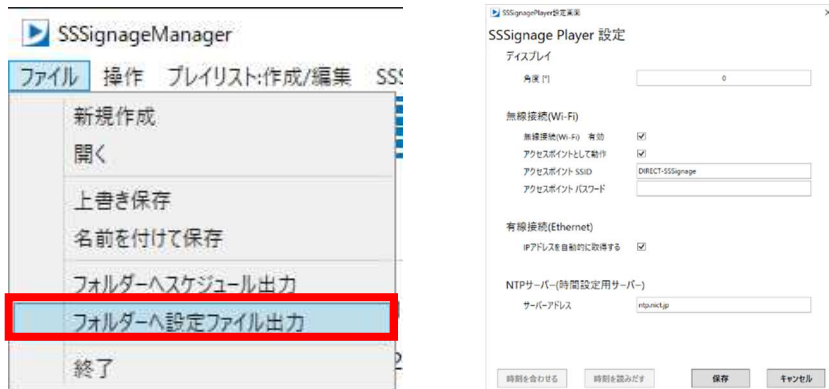 SSSignageManager
ファイル 操作 プレイリスト:作成/編集 SSS
新規作成
開く
上書き保存
名前を付けて保存
フォルダーへスケジュール出力
フォルダーへ設定ファイル出力
終了
SSSignagePlayer設定画面
SSSignage Player 設定
ディスプレイ
角度 [°] 0
無線接続(Wi-Fi)
無線接続(Wi-Fi) 有効
アクセスポイントとして動作
アクセスポイント SSID DIRECT-SSSignage
アクセスポイント パスワード
有線接続(Ethernet)
IPアドレスを自動的に取得する
NTPサーバー(時間設定用サーバー)
サーバーアドレス ntp.nict.jp
時刻を合わせる 時刻を読みだす 保存 キャンセル